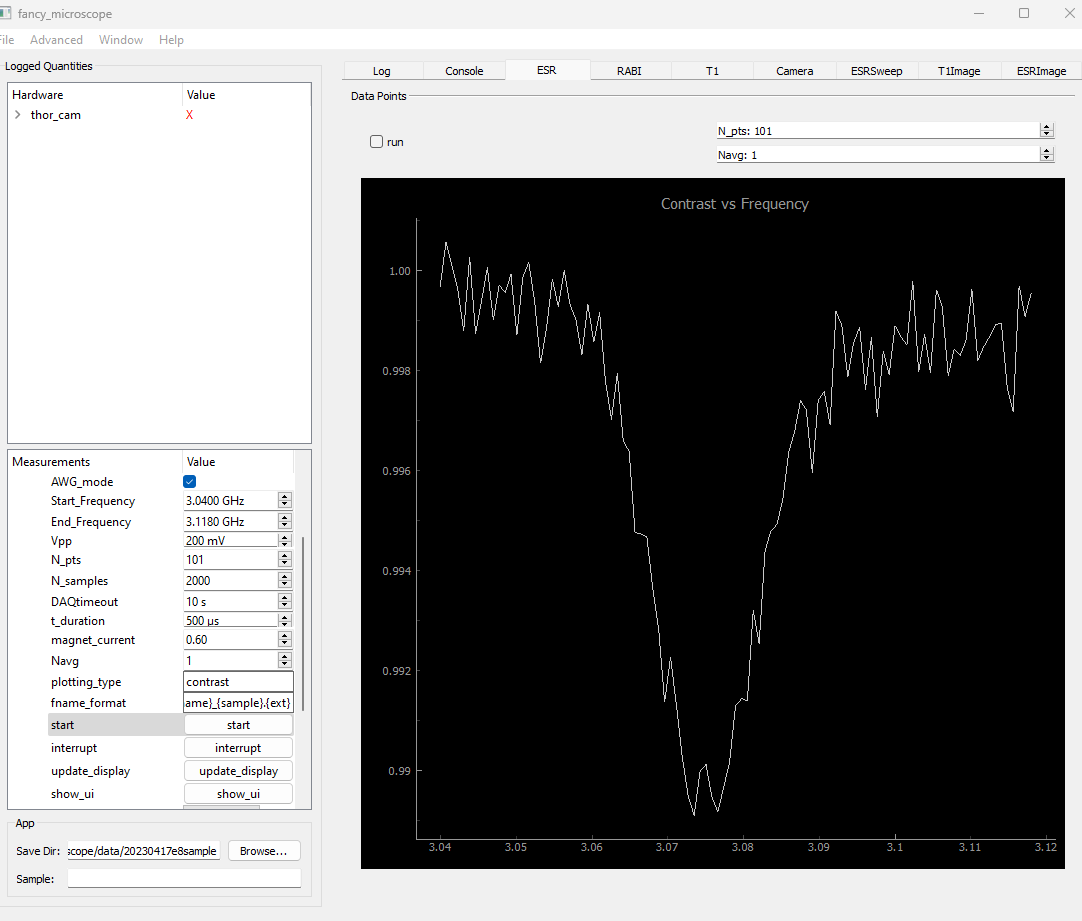 fancy_microscope
File Advanced Window Help
Logged Quantities
Hardware Value
thor_cam X
Measurements Value
AWG_mode
Start_Frequency 3.0400 GHz
End_Frequency 3.1180 GHz
Vpp 200 mV
N_pts 101
N_samples 2000
DAQtimeout 10 s
t_duration 500 µs
magnet_current 0.60
Navg 1
plotting_type contrast
fname_format ame}_{sample}.{ext}
start start
interrupt interrupt
update_display update_display
show_ui show_ui
App
Save Dir: scope/data/20230417e8sample Browse...
Sample:
Log Console ESR RABI T1 Camera ESRSweep T1Image ESRImage
Data Points
run
N_pts: 101
Navg: 1
Contrast vs Frequency
1.00
0.998
0.996
0.994
0.992
0.99
3.04 3.05 3.06 3.07 3.08 3.09 3.1 3.11 3.12